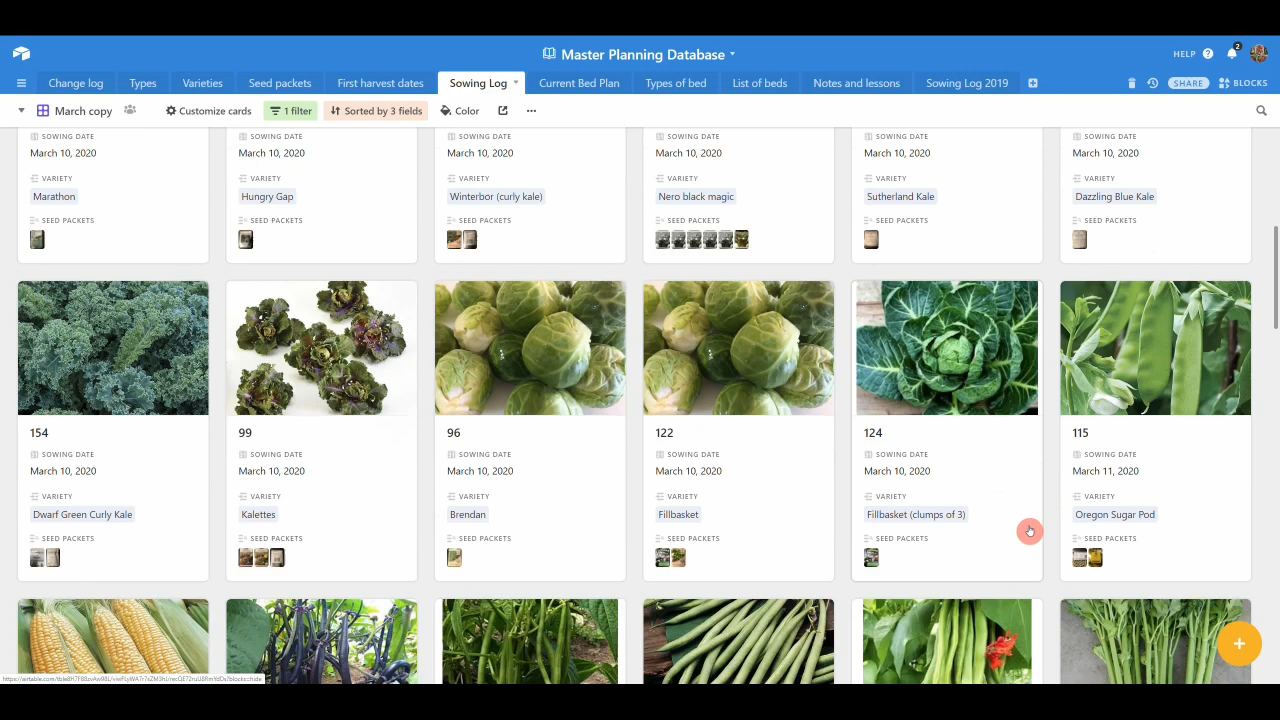 Master Planning Database
HELP
2
Change log Types Varieties Seed packets First harvest dates Sowing Log Current Bed Plan Types of bed List of beds Notes and lessons Sowing Log 2019 SHARE BLOCKS
March copy Customize cards 1 filter Sorted by 3 fields Color
SOWING DATE SOWING DATE SOWING DATE SOWING DATE SOWING DATE SOWING DATE
March 10, 2020 March 10, 2020 March 10, 2020 March 10, 2020 March 10, 2020 March 10, 2020
VARIETY VARIETY VARIETY VARIETY VARIETY VARIETY
Marathon Hungry Gap Winterbor (curly kale) Nero black magic Sutherland Kale Dazzling Blue Kale
SEED PACKETS SEED PACKETS SEED PACKETS SEED PACKETS SEED PACKETS SEED PACKETS
154 99 96 122 124 115
SOWING DATE SOWING DATE SOWING DATE SOWING DATE SOWING DATE SOWING DATE
March 10, 2020 March 10, 2020 March 10, 2020 March 10, 2020 March 10, 2020 March 11, 2020
VARIETY VARIETY VARIETY VARIETY VARIETY VARIETY
Dwarf Green Curly Kale Kalettes Brendan Fillbasket Fillbasket (clumps of 3) Oregon Sugar Pod
SEED PACKETS SEED PACKETS SEED PACKETS SEED PACKETS SEED PACKETS SEED PACKETS